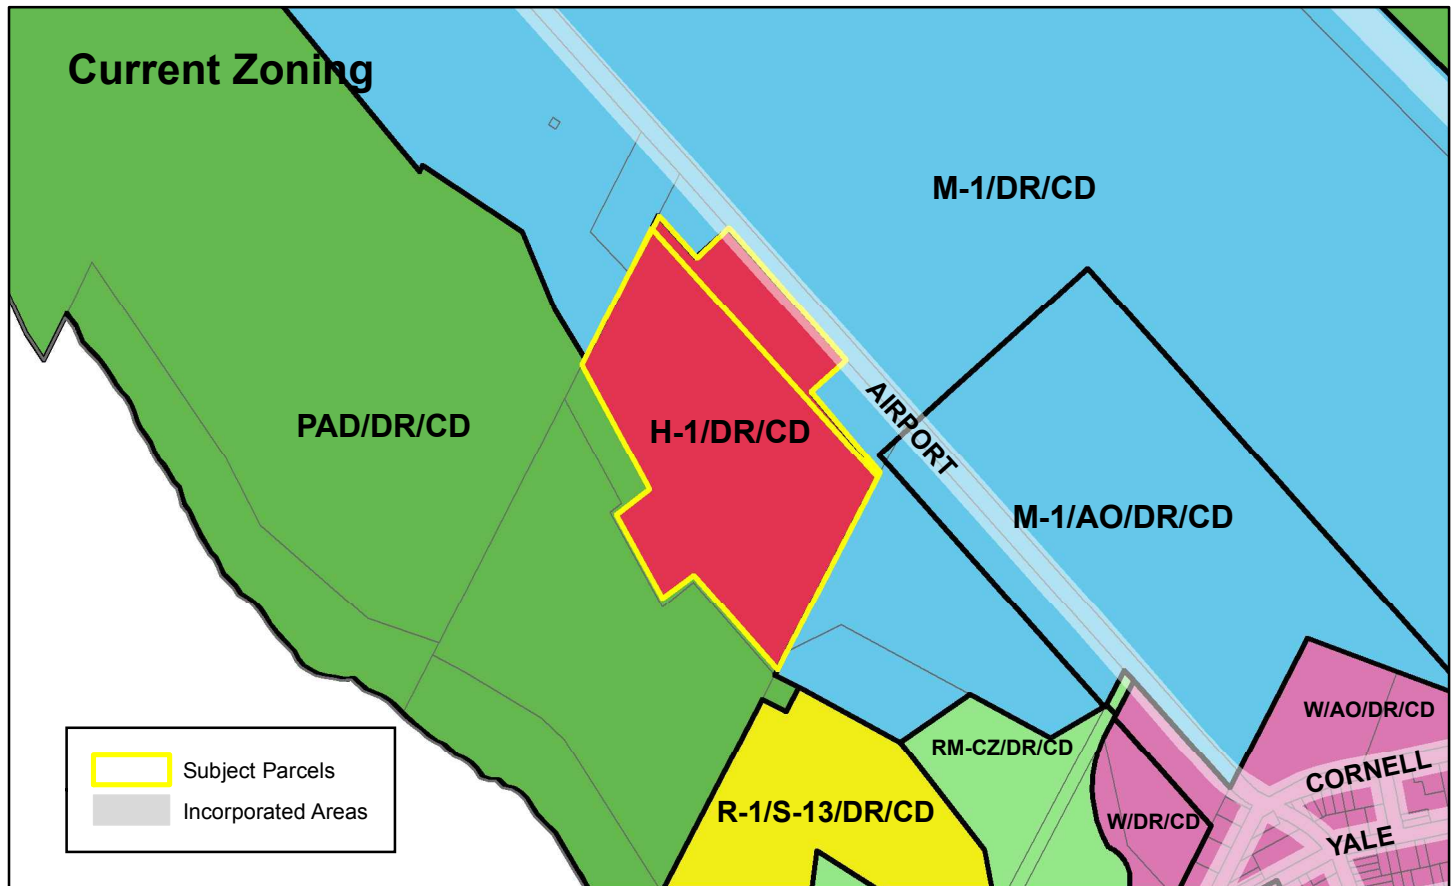 Current Zoning
M-1/DR/CD
PAD/DR/CD
H-1/DR/CD
AIRPORT
M-1/AO/DR/CD
W/AO/DR/CD
RM-CZ/DR/CD
CORNELL
R-1/S-13/DR/CD
W/DR/CD
YALE
Subject Parcels
Incorporated Areas